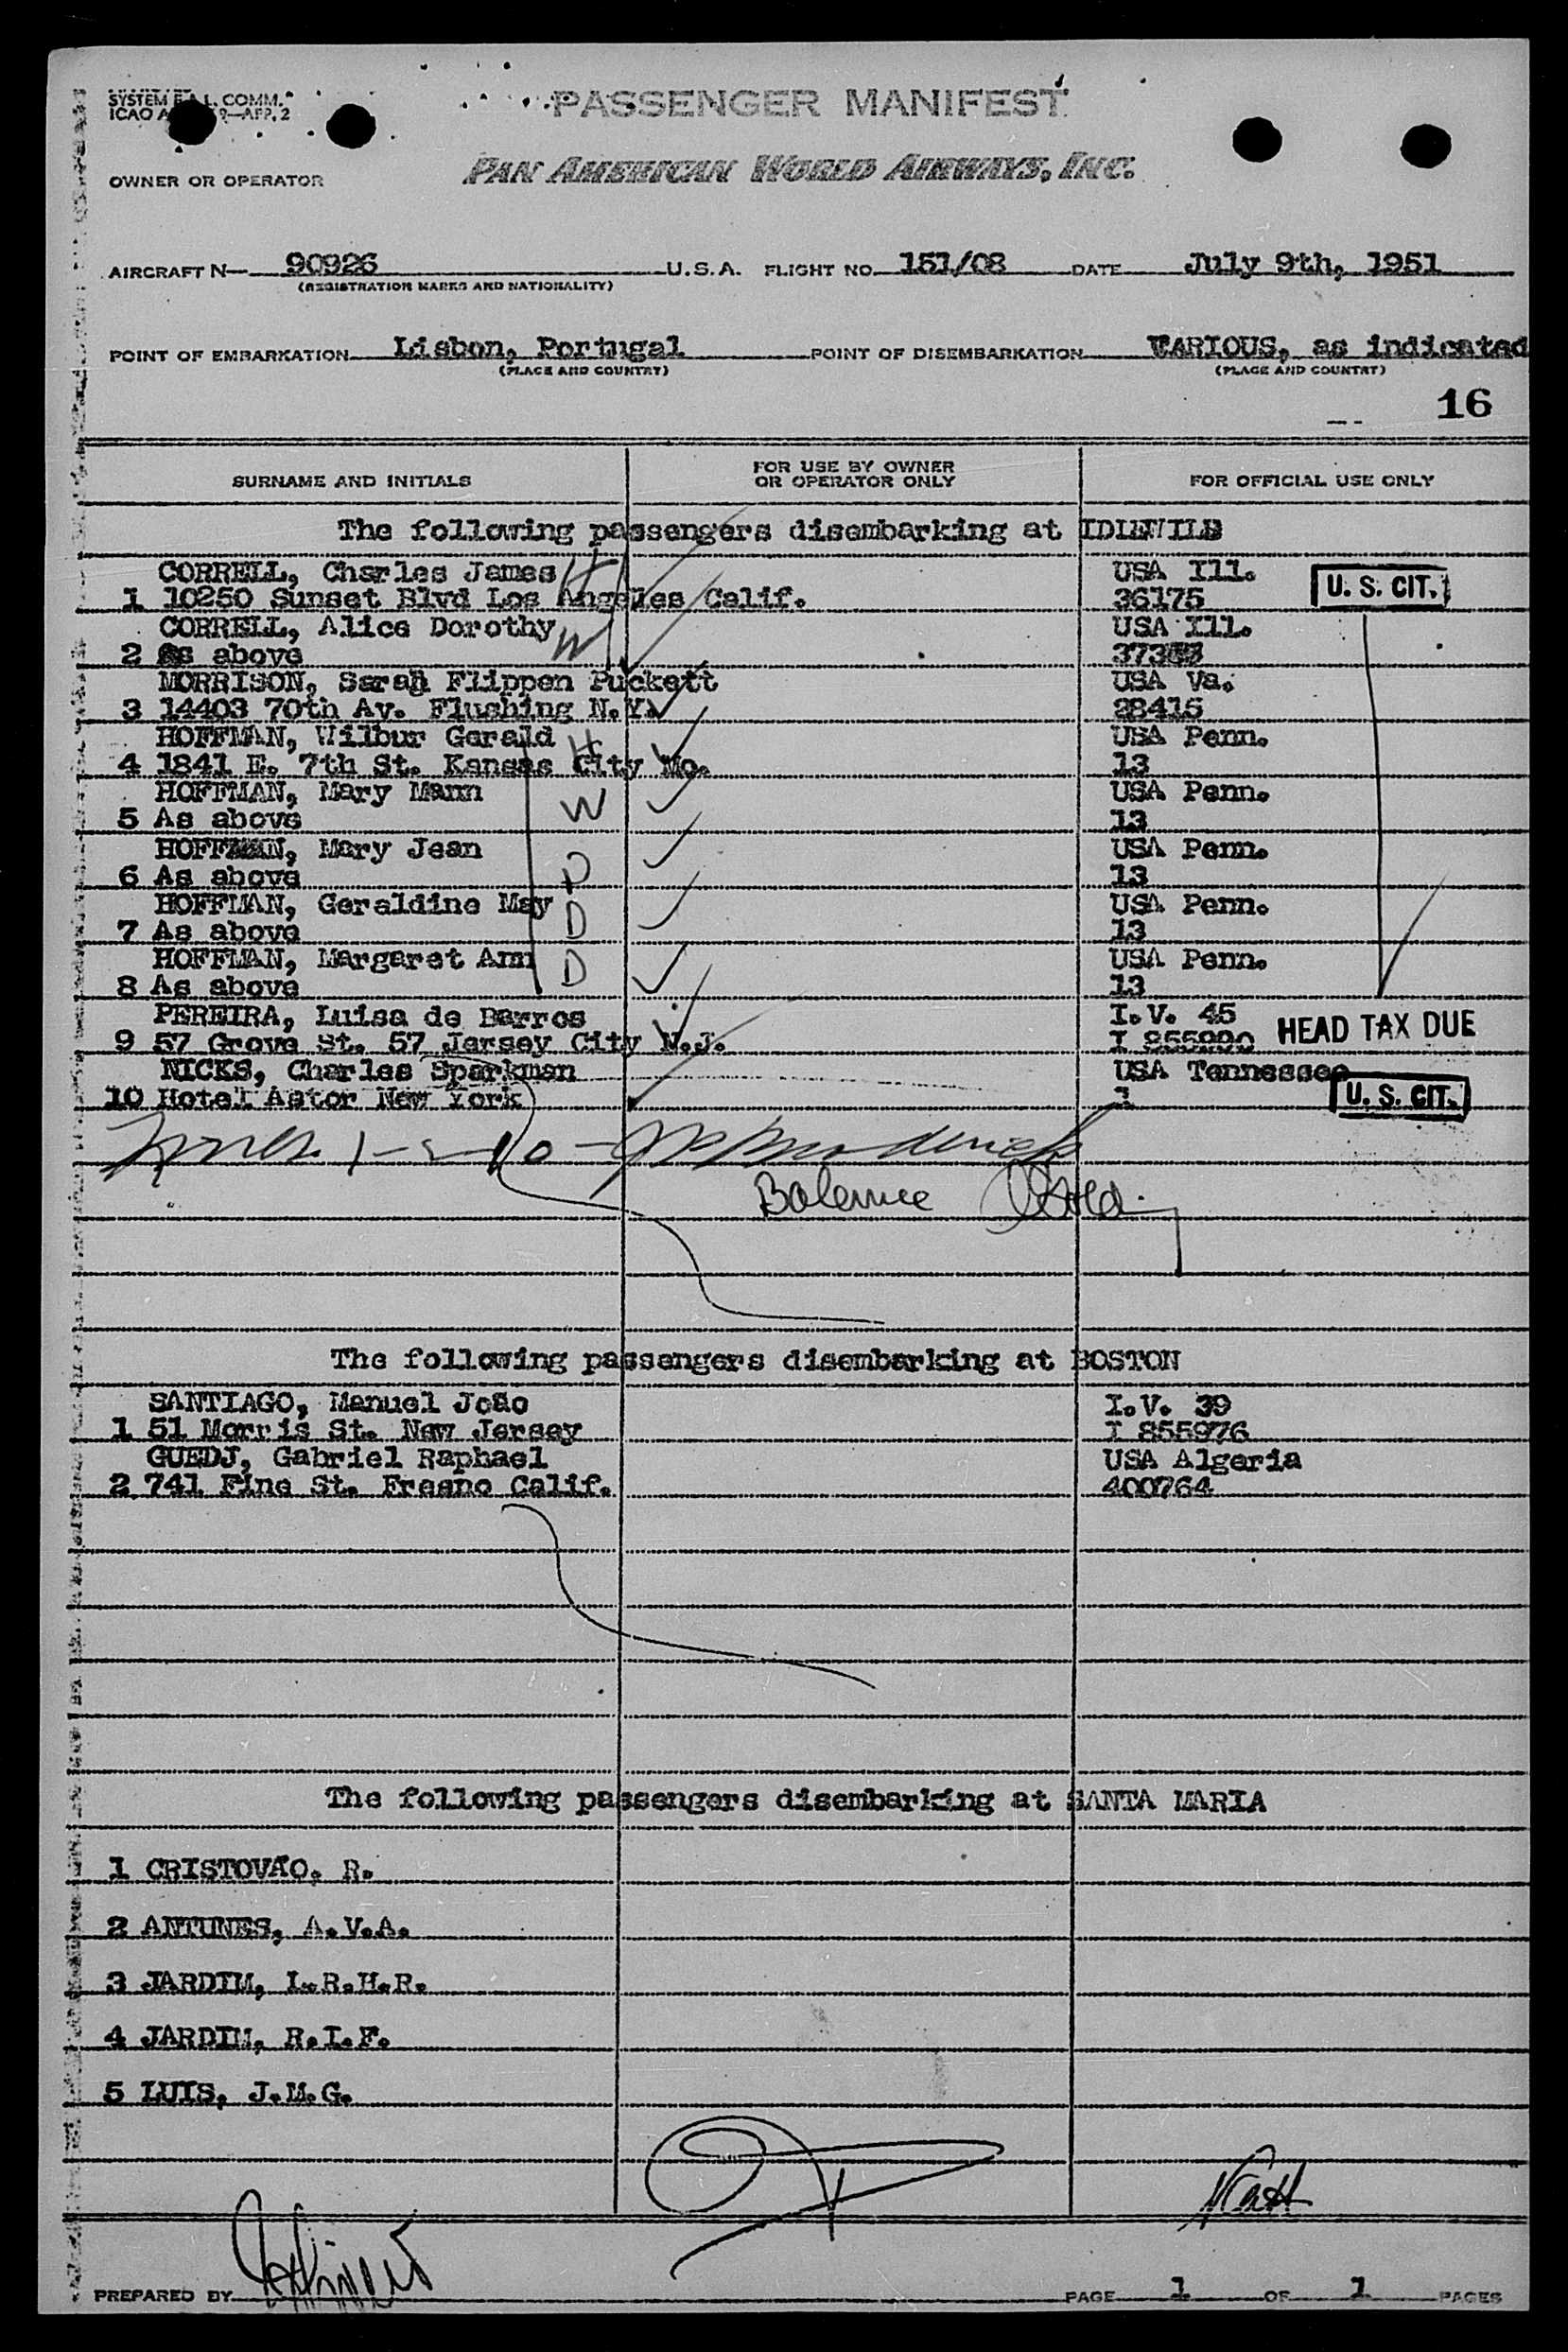 PASSENGER MANIFEST
SYSTEM COMM.
ICAO APP. 2
OWNER OR OPERATOR PAN AMERICAN WORLD AIRWAYS, INC.
AIRCRAFT N— 90926 U.S.A. FLIGHT NO. 151/08 DATE July 9th, 1951
(REGISTRATION MARKS AND NATIONALITY)
POINT OF EMBARKATION Lisbon, Portugal POINT OF DISEMBARKATION VARIOUS, as indicated
(PLACE AND COUNTRY) (PLACE AND COUNTRY)
16
SURNAME AND INITIALS FOR USE BY OWNER OR OPERATOR ONLY FOR OFFICIAL USE ONLY
The following passengers disembarking at IDLEWILD
CORRELL, Charles James H USA Ill.
1 10250 Sunset Blvd Los Angeles Calif. 36175 U. S. CIT.
CORRELL, Alice Dorothy W USA Ill.
2 As above
MORRISON, Sarah Flippen Puckett USA Va.
3 14403 70th Av. Flushing N.Y. 28415
HOFFMAN, Wilbur Gerald H USA Penn.
4 1841 E. 7th St. Kansas City Mo. 13
HOFFMAN, Mary Mann W USA Penn.
5 As above 13
HOFFMAN, Mary Jean D USA Penn.
6 As above 13
HOFFMAN, Geraldine May D USA Penn.
7 As above 13
HOFFMAN, Margaret Ann D USA Penn.
8 As above 13
PEREIRA, Luisa de Barros I.V. 45
9 57 Grove St. 57 Jersey City N.J. HEAD TAX DUE
NICKS, Charles Sparkman USA Tennessee
10 Hotel Astor New York 1 U. S. CIT.
The following passengers disembarking at BOSTON
SANTIAGO, Manuel João I.V. 39
1 51 Morris St. New Jersey I 855976
GUEDJ, Gabriel Raphael USA Algeria
2 741 Fine St. Fresno Calif. 400764
The following passengers disembarking at SANTA MARIA
1 CRISTOVÃO, R.
2 ANTUNES, A.V.A.
3 JARDIM, L.R.H.R.
4 JARDIM, R.I.F.
5 LUIS, J.M.G.
PREPARED BY PAGE 1 OF 1 PAGES